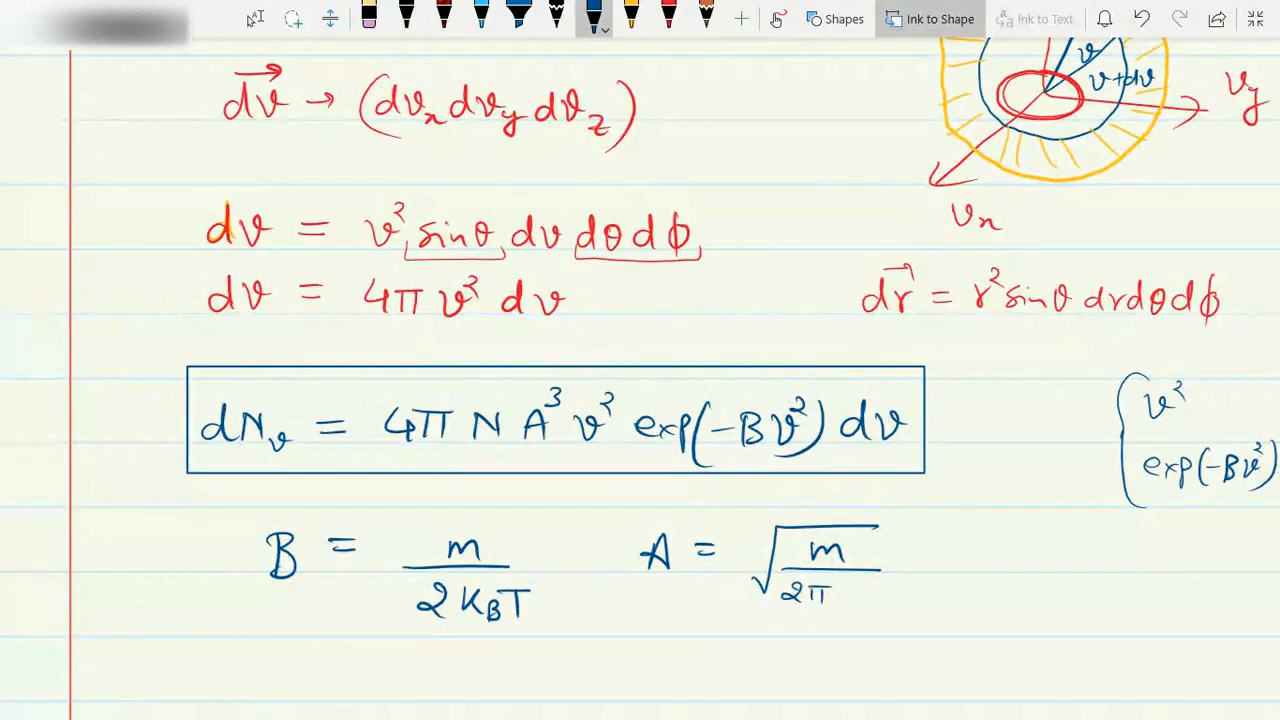 Shapes Ink to Shape Ink to Text
v
v+dv
v_y
v_x
dv⃗ → (dv_x dv_y dv_z)
dv = v² sinθ dv dθ dϕ
dv = 4π v² dv
dr⃗ = r² sinθ dr dθ dϕ
dN_v = 4π N A³ v² exp(-Bv²) dv
v²
exp(-Bv²)
B = m / 2K_BT
A = √(m / 2π